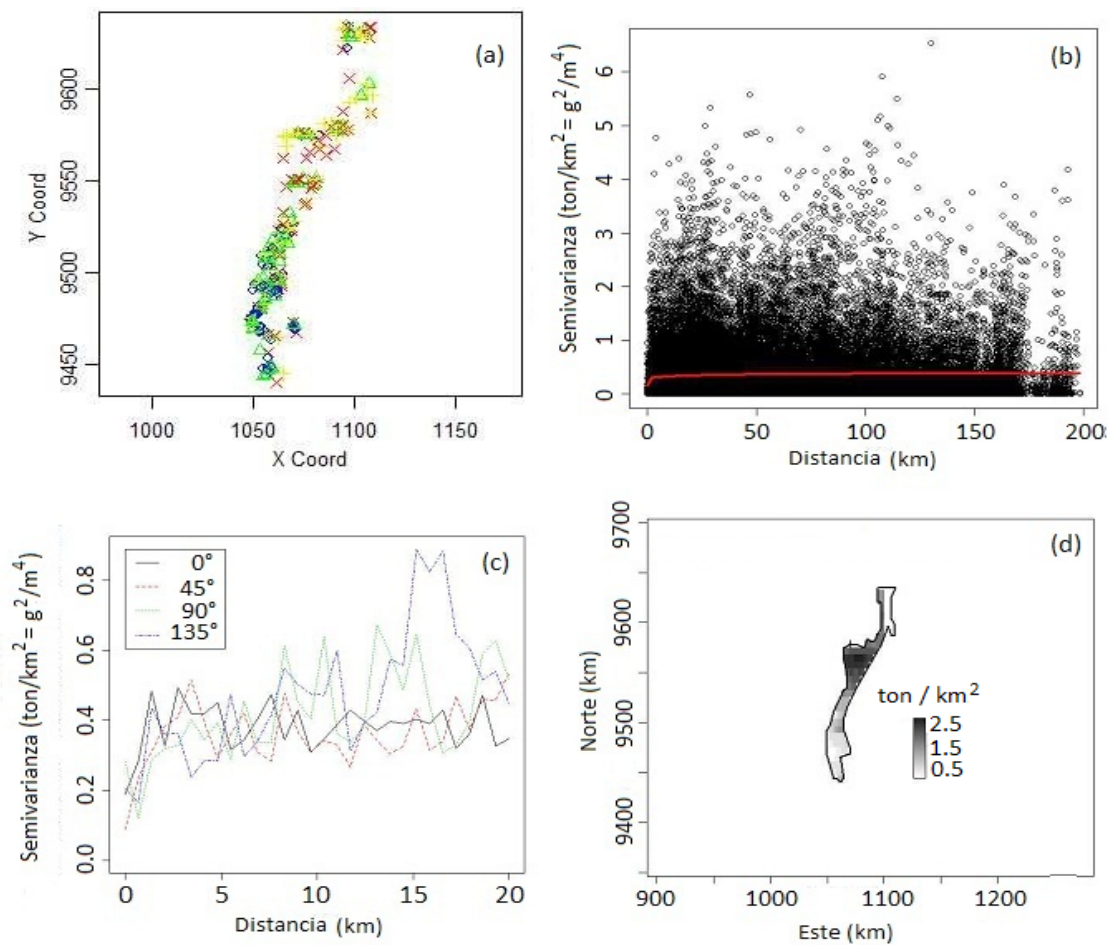 (a)
Y Coord
9600
9550
9500
9450
1000 1050 1100 1150
X Coord
(b)
Semivarianza (ton/km² = g²/m⁴)
6
5
4
3
2
1
0
0 50 100 150 200
Distancia (km)
(c)
0°
45°
90°
135°
Semivarianza (ton/km² = g²/m⁴)
0.8
0.6
0.4
0.2
0.0
0 5 10 15 20
Distancia (km)
(d)
Norte (km)
9700
9600
9500
9400
ton / km²
2.5
1.5
0.5
900 1000 1100 1200
Este (km)